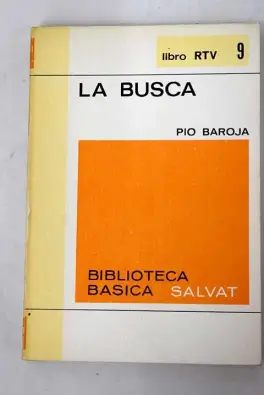 libro RTV 9
LA BUSCA
PIO BAROJA
BIBLIOTECA
BASICA SALVAT